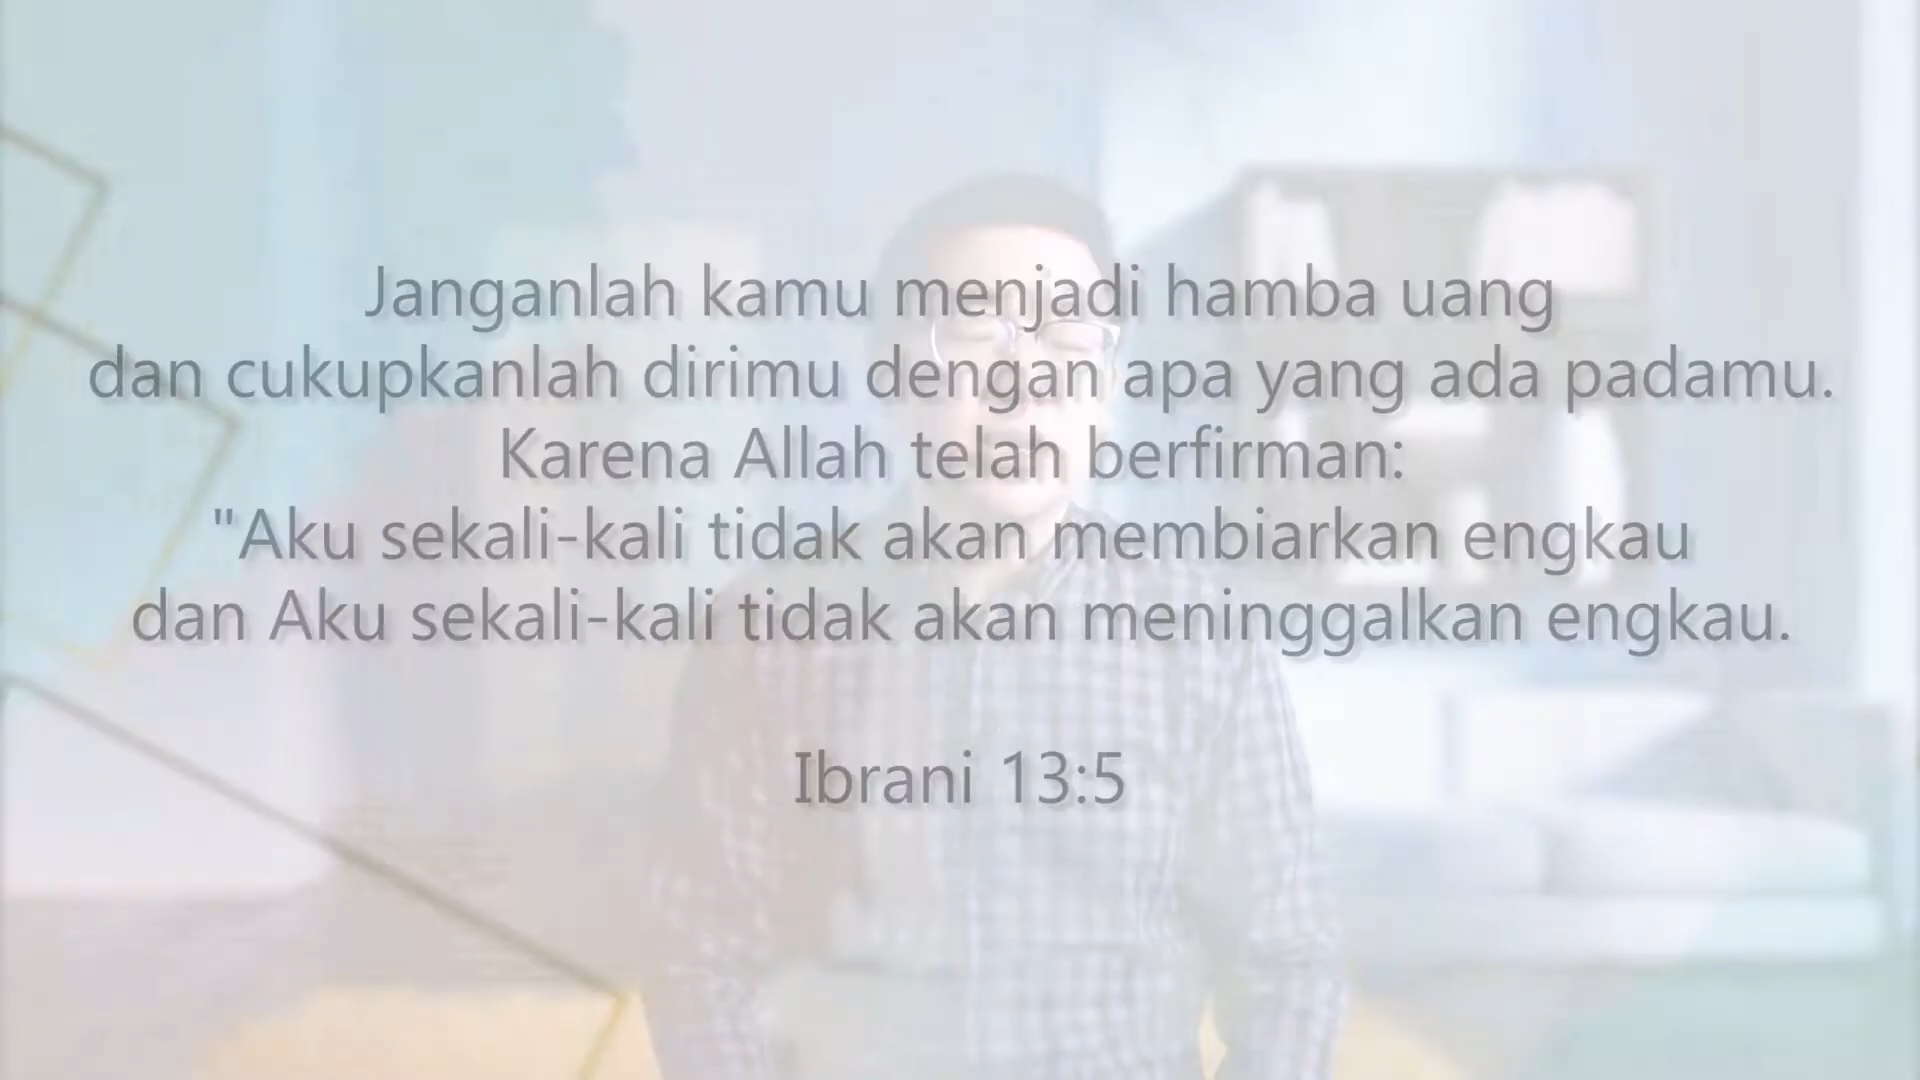 Janganlah kamu menjadi hamba uang
dan cukupkanlah dirimu dengan apa yang ada padamu.
Karena Allah telah berfirman:
"Aku sekali-kali tidak akan membiarkan engkau
dan Aku sekali-kali tidak akan meninggalkan engkau.
Ibrani 13:5